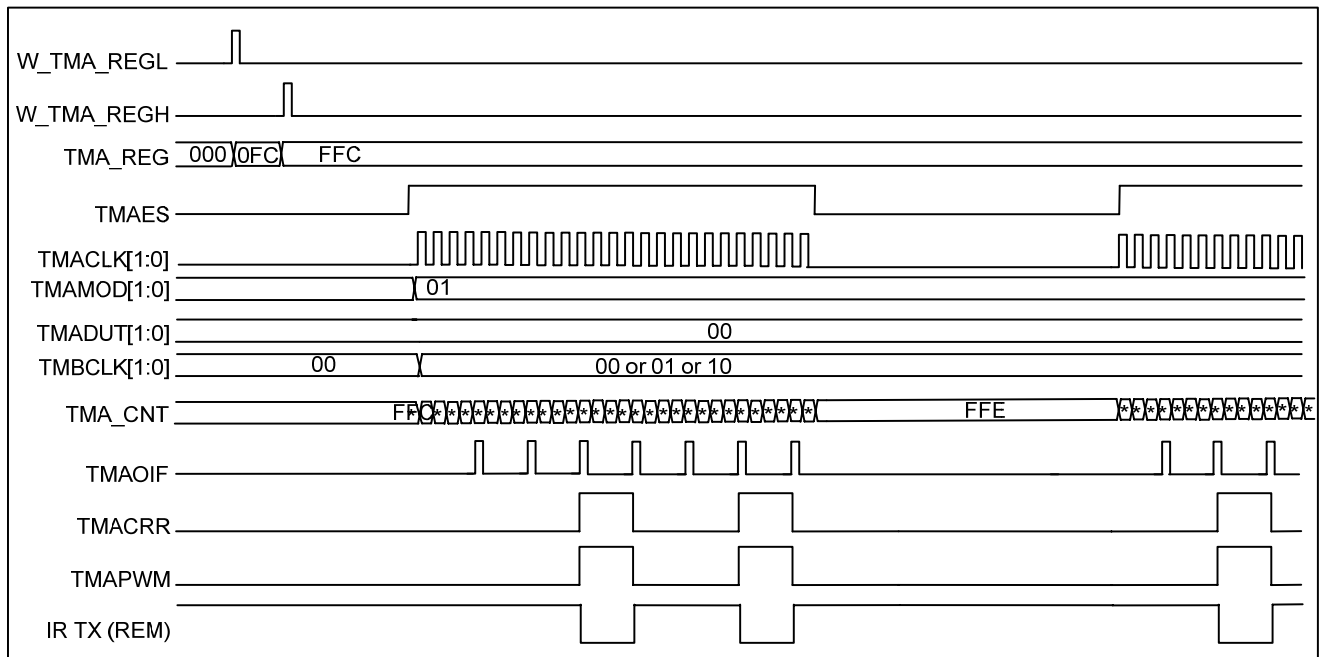 W_TMA_REGL
W_TMA_REGH
TMA_REG 000 0FC FFC
TMAES
TMACLK[1:0]
TMAMOD[1:0] 01
TMADUT[1:0] 00
TMBCLK[1:0] 00 00 or 01 or 10
TMA_CNT FFC ****************************** FFE ***************
TMAOIF
TMACRR
TMAPWM
IR TX (REM)